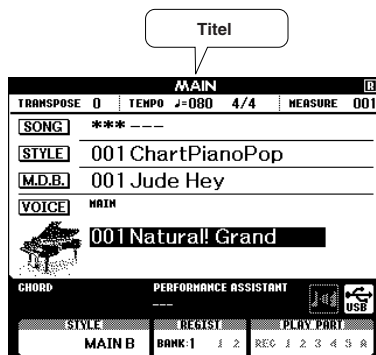 Titel
MAIN R
TRANSPOSE 0 TEMPO ♩=080 4/4 MEASURE 001
SONG *** ---
STYLE 001 ChartPianoPop
M.D.B. 001 Jude Hey
VOICE MAIN
001 Natural! Grand
CHORD PERFORMANCE ASSISTANT
---
USB
STYLE REGIST PLAY PART
MAIN B BANK:1 1 2 REC 1 2 3 4 5 A